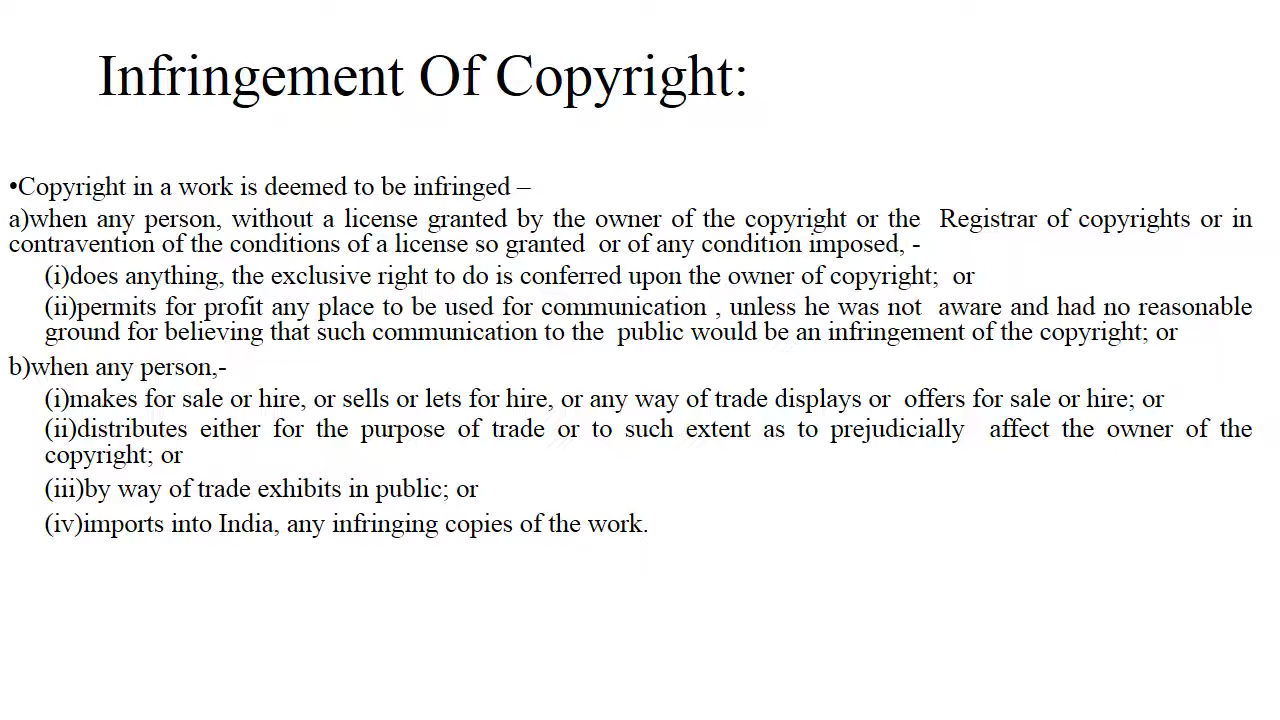 Infringement Of Copyright:
•Copyright in a work is deemed to be infringed –
a)when any person, without a license granted by the owner of the copyright or the Registrar of copyrights or in
contravention of the conditions of a license so granted or of any condition imposed, -
(i)does anything, the exclusive right to do is conferred upon the owner of copyright; or
(ii)permits for profit any place to be used for communication , unless he was not aware and had no reasonable
ground for believing that such communication to the public would be an infringement of the copyright; or
b)when any person,-
(i)makes for sale or hire, or sells or lets for hire, or any way of trade displays or offers for sale or hire; or
(ii)distributes either for the purpose of trade or to such extent as to prejudicially affect the owner of the
copyright; or
(iii)by way of trade exhibits in public; or
(iv)imports into India, any infringing copies of the work.